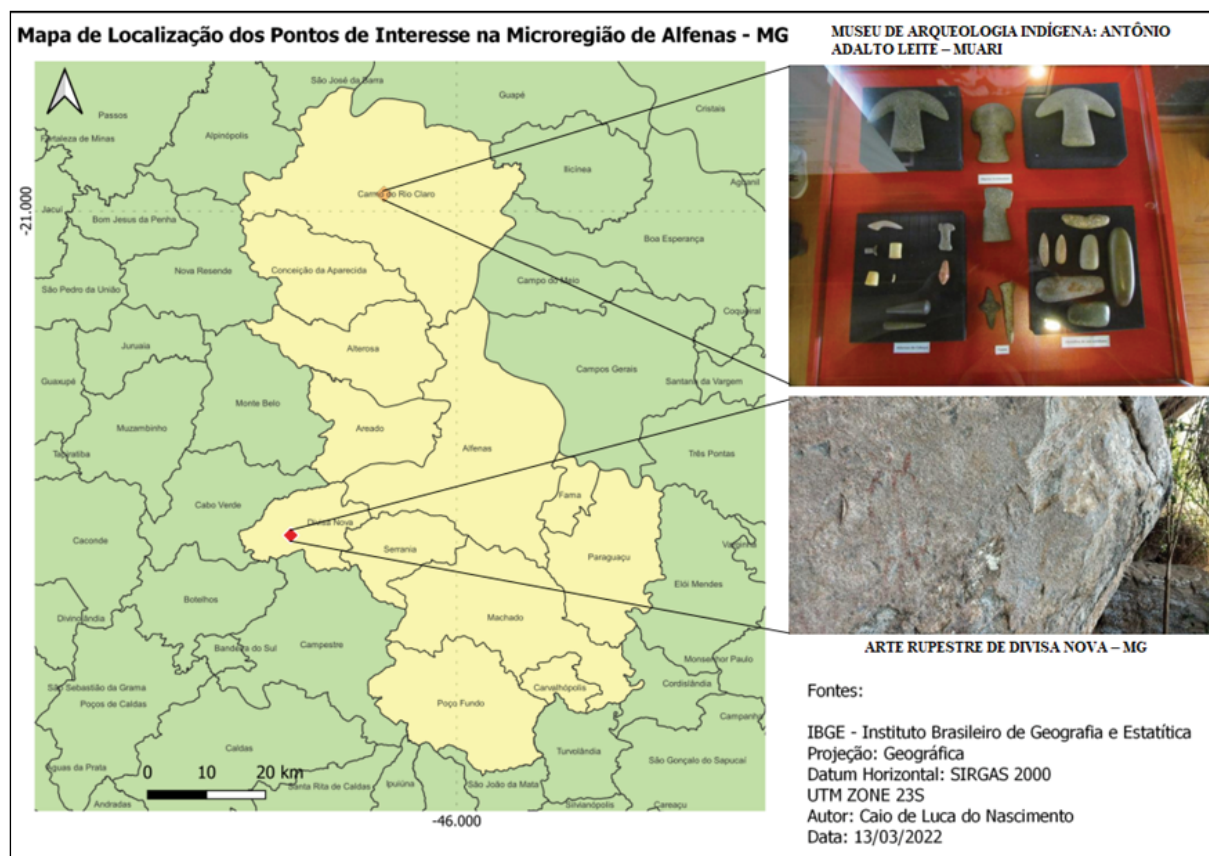 Mapa de Localização dos Pontos de Interesse na Microregião de Alfenas - MG
MUSEU DE ARQUEOLOGIA INDÍGENA: ANTÔNIO
ADALTO LEITE – MUARI
São José da Barra
Guapé
Passos
Cristais
Fortaleza de Minas
Alpinópolis
Ilicínea
Aguanil
Carmo do Rio Claro
-21.000
Jacuí
Bom Jesus da Penha
Boa Esperança
Nova Resende
Conceição da Aparecida
Campo do Meio
São Pedro da União
Coqueiral
Juruaia
Alterosa
Campos Gerais
Guaxupé
Santana da Vargem
Monte Belo
Muzambinho
Areado
Alfenas
Tapiratiba
Três Pontas
Fama
Cabo Verde
Divisa Nova
Caconde
Serrania
Paraguaçu
Varginha
Elói Mendes
Botelhos
Divinolândia
Machado
Bandeira do Sul
Campestre
Monsenhor Paulo
São Sebastião da Grama
Carvalhópolis
Cordislândia
Poços de Caldas
Poço Fundo
Campanha
Caldas
Turvolândia
São Gonçalo do Sapucaí
Águas da Prata
0 10 20 km
Santa Rita de Caldas
Ipuiúna
São João da Mata
Andradas
Silvianópolis
Careaçu
-46.000
ARTE RUPESTRE DE DIVISA NOVA – MG
Fontes:
IBGE - Instituto Brasileiro de Geografia e Estatítica
Projeção: Geográfica
Datum Horizontal: SIRGAS 2000
UTM ZONE 23S
Autor: Caio de Luca do Nascimento
Data: 13/03/2022